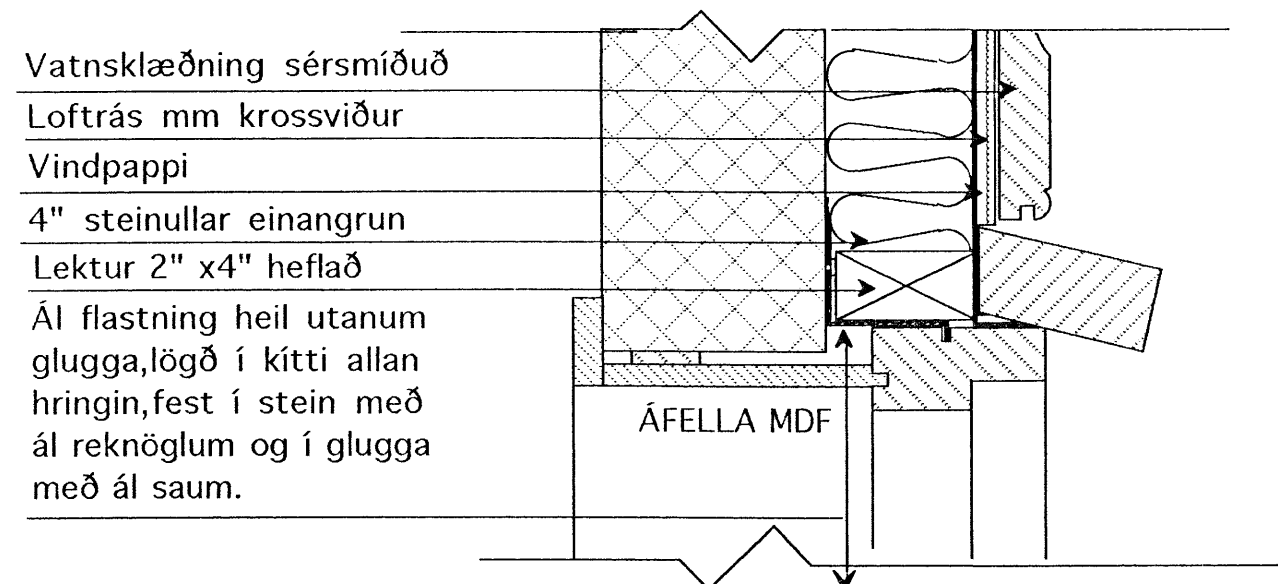 Vatnsklæðning sérsmíðuð
Loftrás mm krossviður
Vindpappi
4" steinullar einangrun
Lektur 2" x4" heflað
Ál flastning heil utanum
glugga,lögð í kítti allan
hringin,fest í stein með
ál reknöglum og í glugga
með ál saum.
ÁFELLA MDF